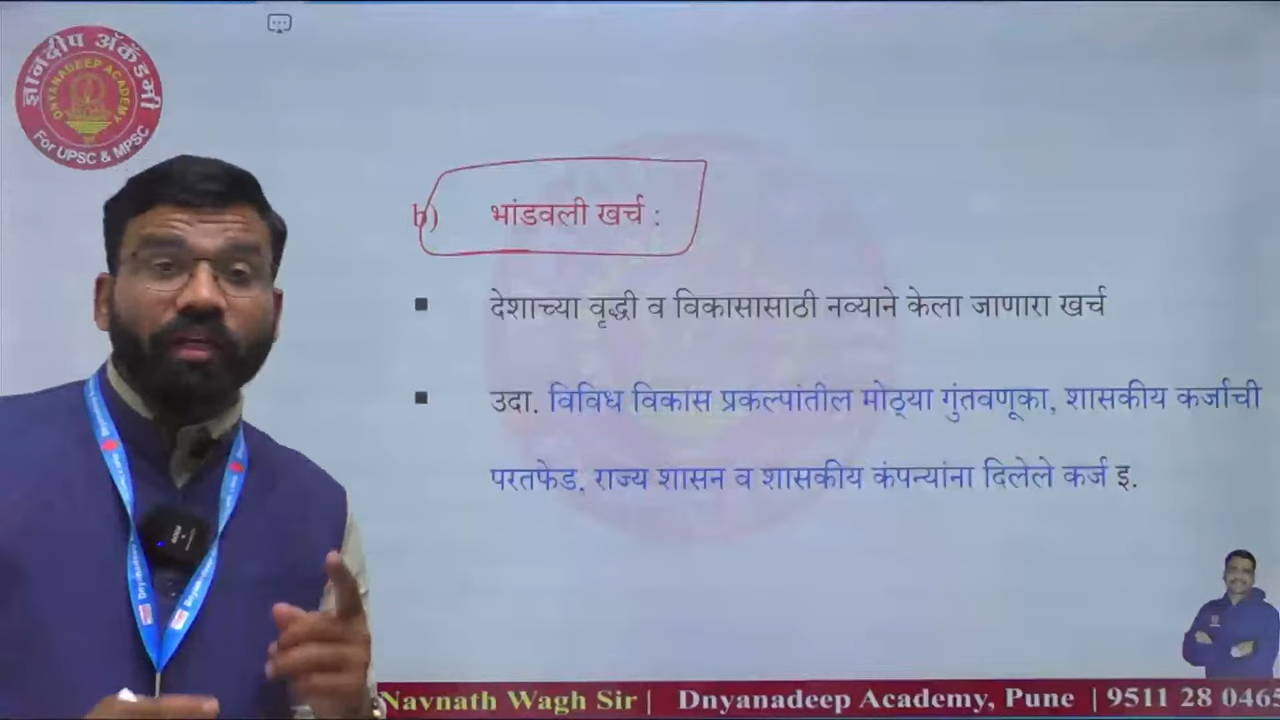 ज्ञानदीप अ‍ॅकॅडमी
DNYANADEEP ACADEMY
For UPSC & MPSC
b) भांडवली खर्च :
■ देशाच्या वृद्धी व विकासासाठी नव्याने केला जाणारा खर्च
■ उदा. विविध विकास प्रकल्पांतील मोठ्या गुंतवणूका, शासकीय कर्जाची
परतफेड, राज्य शासन व शासकीय कंपन्यांना दिलेले कर्ज इ.
Navnath Wagh Sir | Dnyanadeep Academy, Pune | 9511 28 0465